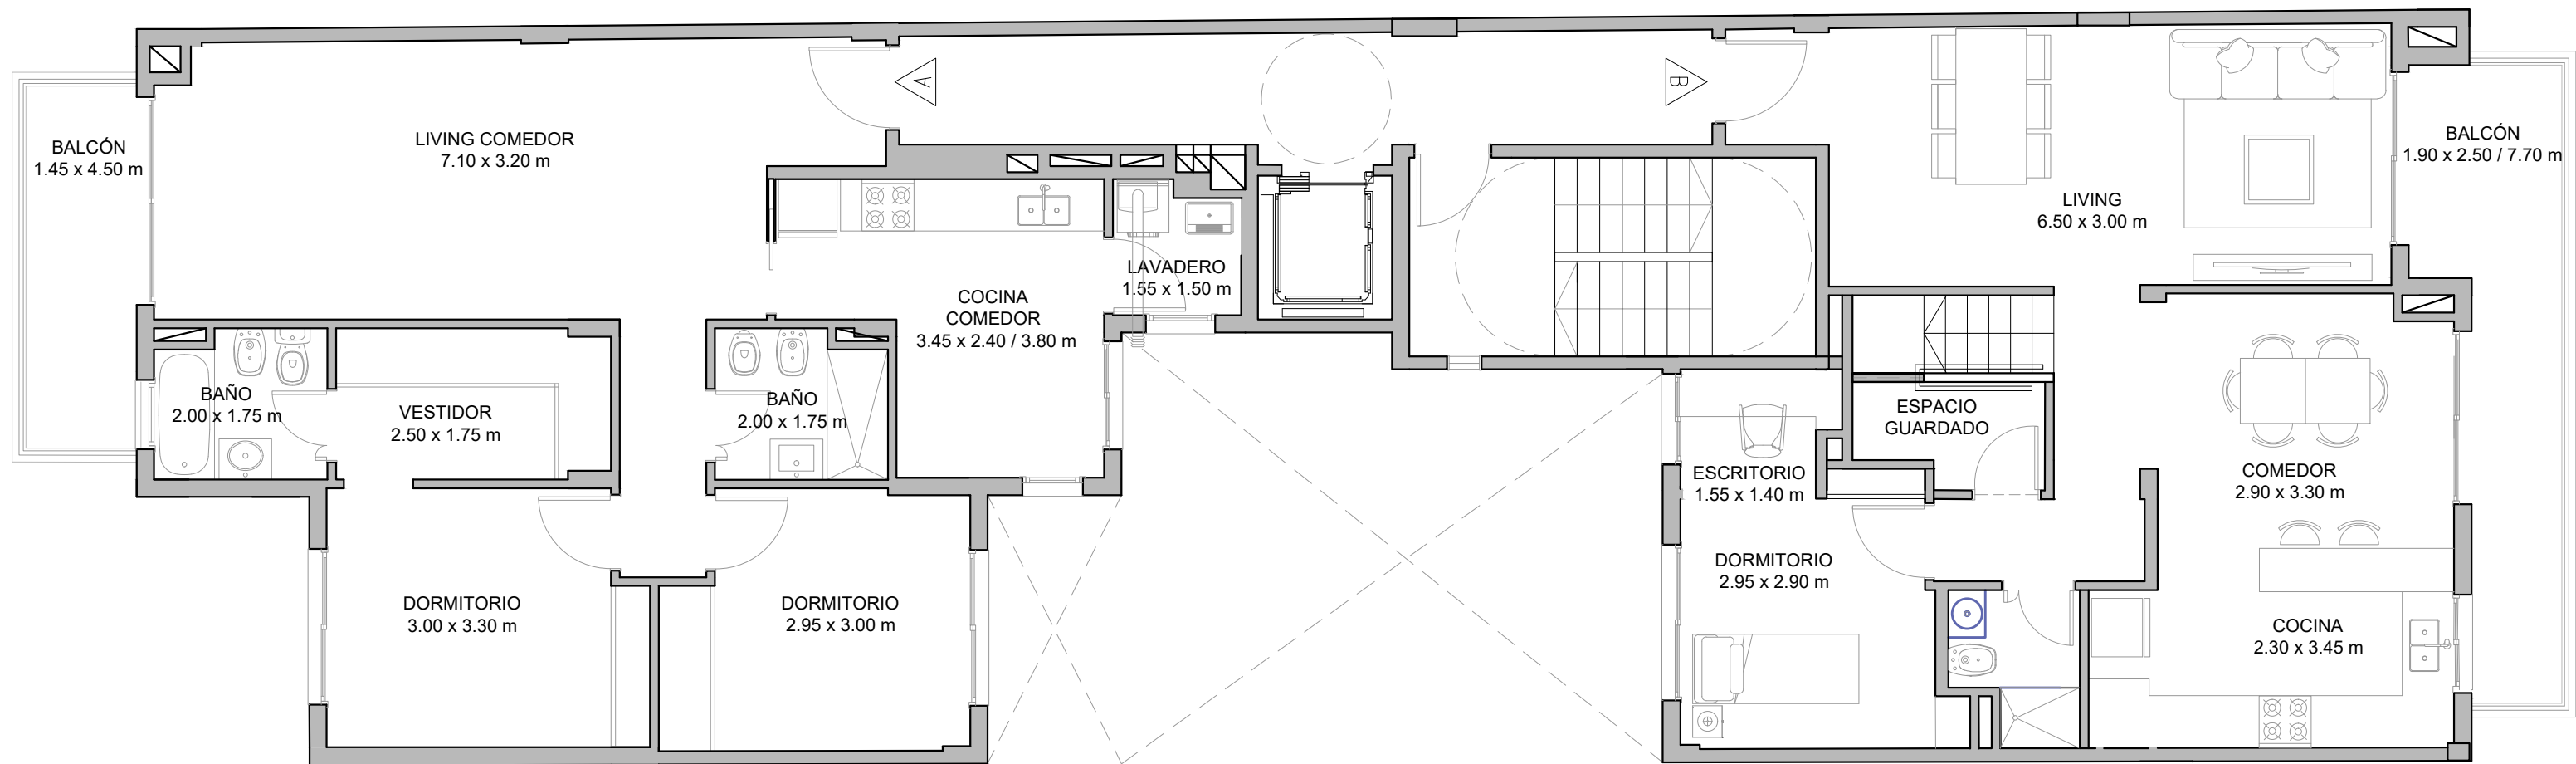 A
B
BALCÓN
1.45 x 4.50 m
LIVING COMEDOR
7.10 x 3.20 m
BALCÓN
1.90 x 2.50 / 7.70 m
LIVING
6.50 x 3.00 m
LAVADERO
1.55 x 1.50 m
COCINA
COMEDOR
3.45 x 2.40 / 3.80 m
BAÑO
2.00 x 1.75 m
VESTIDOR
2.50 x 1.75 m
BAÑO
2.00 x 1.75 m
ESPACIO
GUARDADO
ESCRITORIO
1.55 x 1.40 m
COMEDOR
2.90 x 3.30 m
DORMITORIO
2.95 x 2.90 m
DORMITORIO
3.00 x 3.30 m
DORMITORIO
2.95 x 3.00 m
COCINA
2.30 x 3.45 m